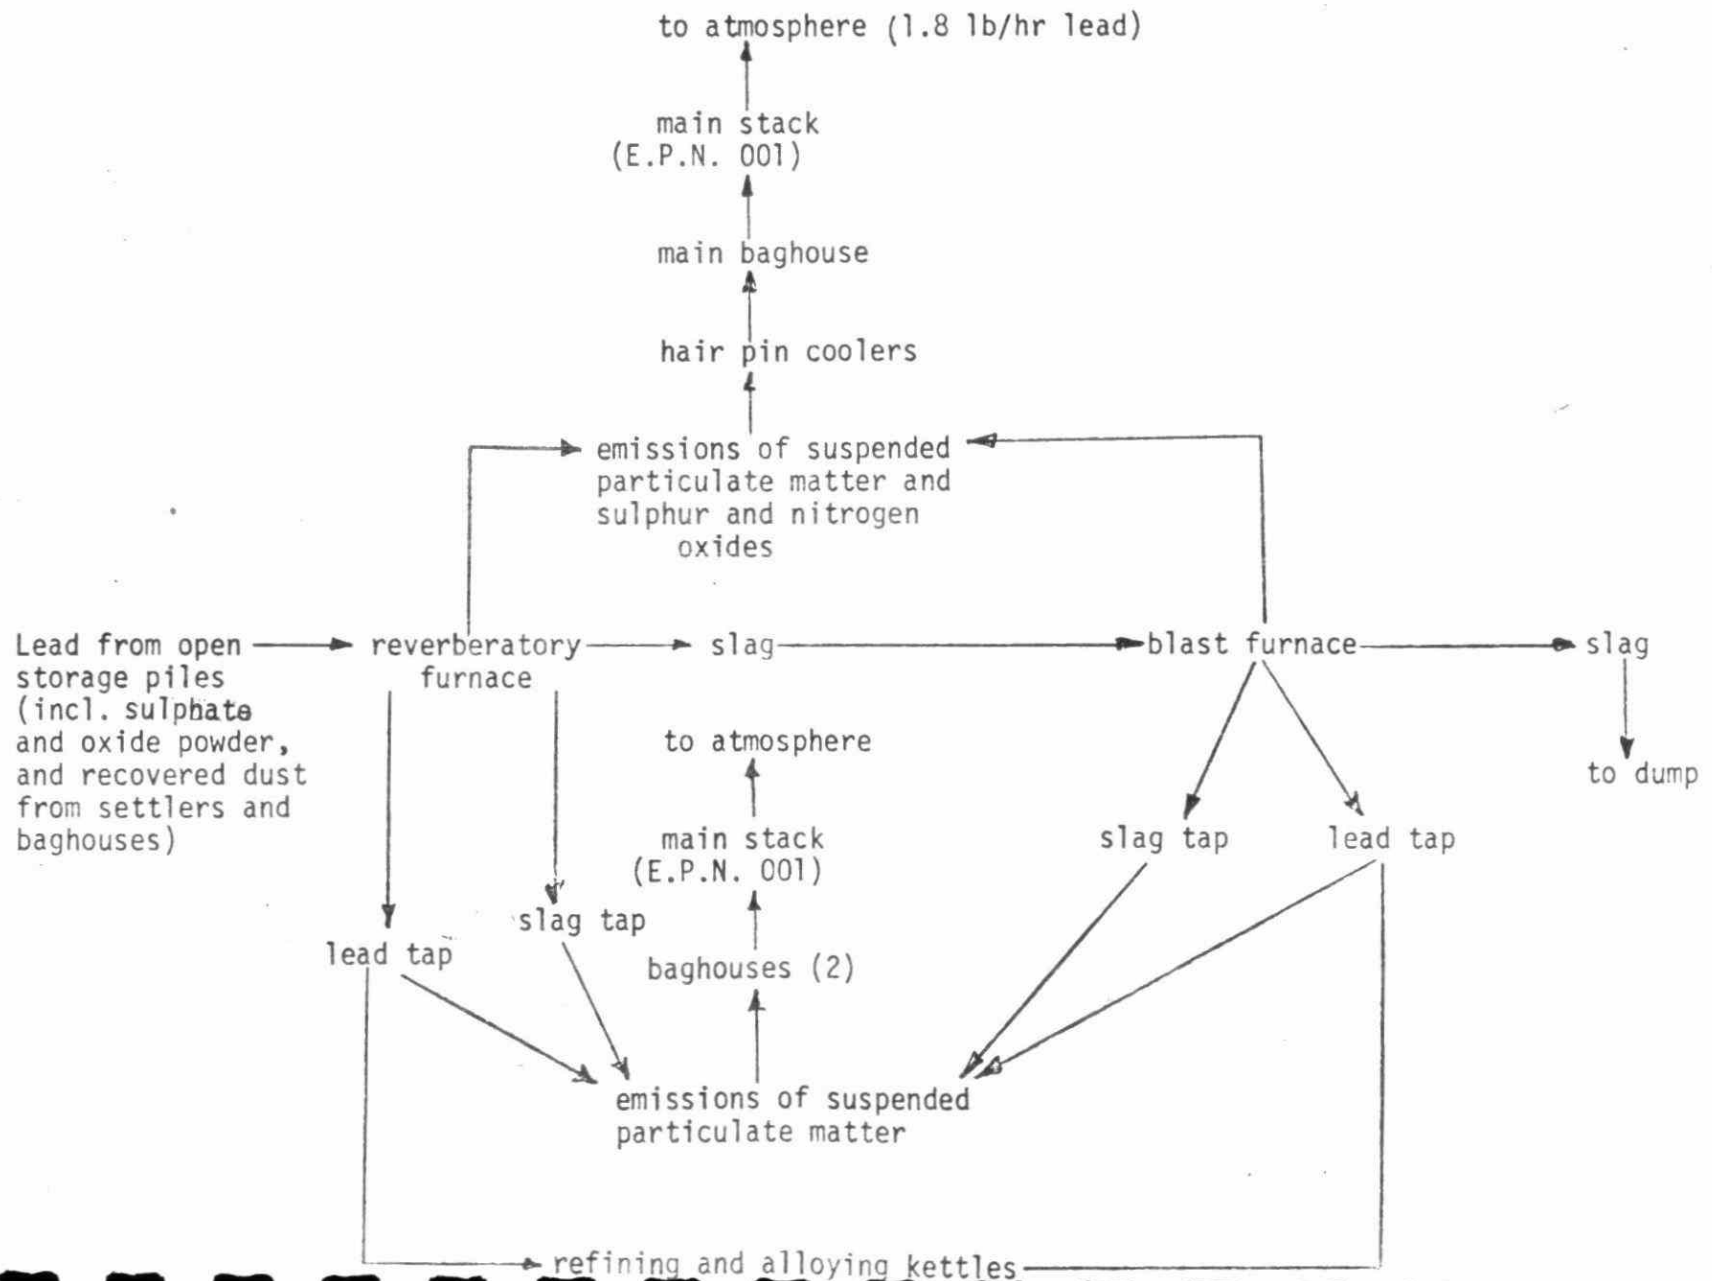 to atmosphere (1.8 lb/hr lead)
main stack
(E.P.N. 001)
main baghouse
hair pin coolers
emissions of suspended
particulate matter and
sulphur and nitrogen
oxides
Lead from open
storage piles
(incl. sulphate
and oxide powder,
and recovered dust
from settlers and
baghouses)
reverberatory
furnace
slag
blast furnace
slag
to dump
to atmosphere
main stack
(E.P.N. 001)
baghouses (2)
slag tap
lead tap
slag tap
lead tap
emissions of suspended
particulate matter
refining and alloying kettles